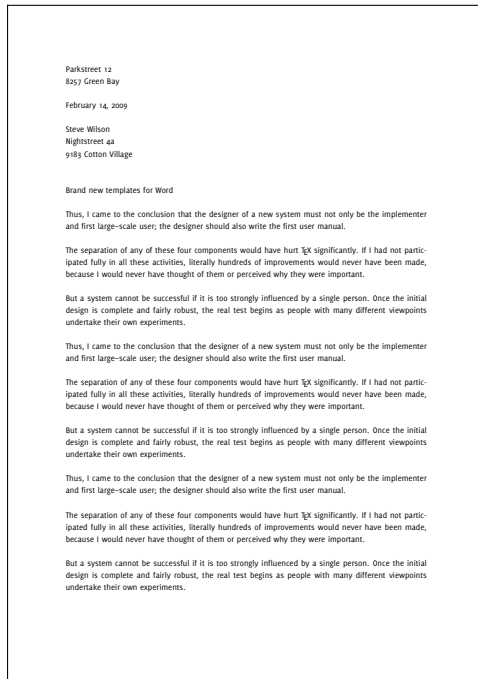 Parkstreet 12
8257 Green Bay
February 14, 2009
Steve Wilson
Nightstreet 4a
9183 Cotton Village
Brand new templates for Word
Thus, I came to the conclusion that the designer of a new system must not only be the implementer
and first large-scale user; the designer should also write the first user manual.
The separation of any of these four components would have hurt TEX significantly. If I had not partic-
ipated fully in all these activities, literally hundreds of improvements would never have been made,
because I would never have thought of them or perceived why they were important.
But a system cannot be successful if it is too strongly influenced by a single person. Once the initial
design is complete and fairly robust, the real test begins as people with many different viewpoints
undertake their own experiments.
Thus, I came to the conclusion that the designer of a new system must not only be the implementer
and first large-scale user; the designer should also write the first user manual.
The separation of any of these four components would have hurt TEX significantly. If I had not partic-
ipated fully in all these activities, literally hundreds of improvements would never have been made,
because I would never have thought of them or perceived why they were important.
But a system cannot be successful if it is too strongly influenced by a single person. Once the initial
design is complete and fairly robust, the real test begins as people with many different viewpoints
undertake their own experiments.
Thus, I came to the conclusion that the designer of a new system must not only be the implementer
and first large-scale user; the designer should also write the first user manual.
The separation of any of these four components would have hurt TEX significantly. If I had not partic-
ipated fully in all these activities, literally hundreds of improvements would never have been made,
because I would never have thought of them or perceived why they were important.
But a system cannot be successful if it is too strongly influenced by a single person. Once the initial
design is complete and fairly robust, the real test begins as people with many different viewpoints
undertake their own experiments.